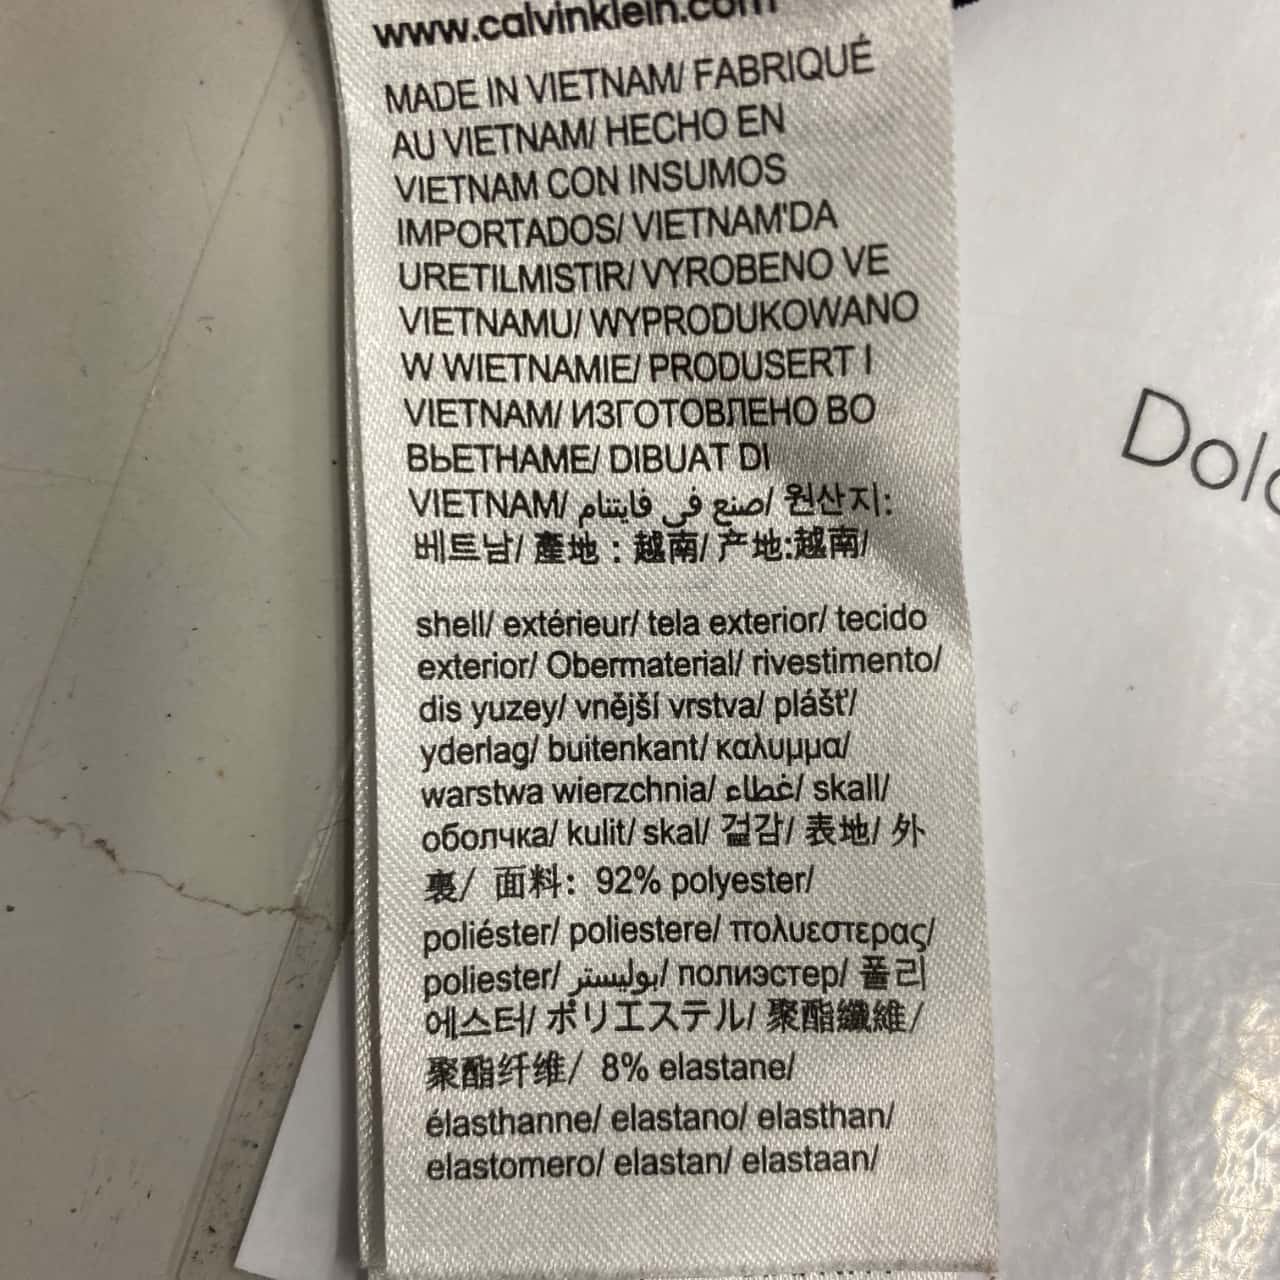 www.calvinklein.com
MADE IN VIETNAM/ FABRIQUÉ
AU VIETNAM/ HECHO EN
VIETNAM CON INSUMOS
IMPORTADOS/ VIETNAM'DA
URETILMISTIR/ VYROBENO VE
VIETNAMU/ WYPRODUKOWANO
W WIETNAMIE/ PRODUSERT I
VIETNAM/ ИЗГОТОВЛЕНО ВО
ВЬЕТНАМЕ/ DIBUAT DI
VIETNAM/ صنع في فايتنام/ 원산지:
베트남/ 產地：越南/ 产地:越南/
shell/ extérieur/ tela exterior/ tecido
exterior/ Obermaterial/ rivestimento/
dis yuzey/ vnější vrstva/ plášť/
yderlag/ buitenkant/ καλυμμα/
warstwa wierzchnia/ غطاء/ skall/
оболчка/ kulit/ skal/ 겉감/ 表地/ 外
裏/ 面料: 92% polyester/
poliéster/ poliestere/ πολυεστερας/
poliester/ بوليستر/ полиэстер/ 폴리
에스터/ ポリエステル/ 聚酯纖維/
聚酯纤维/ 8% elastane/
élasthanne/ elastano/ elasthan/
elastomero/ elastan/ elastaan/